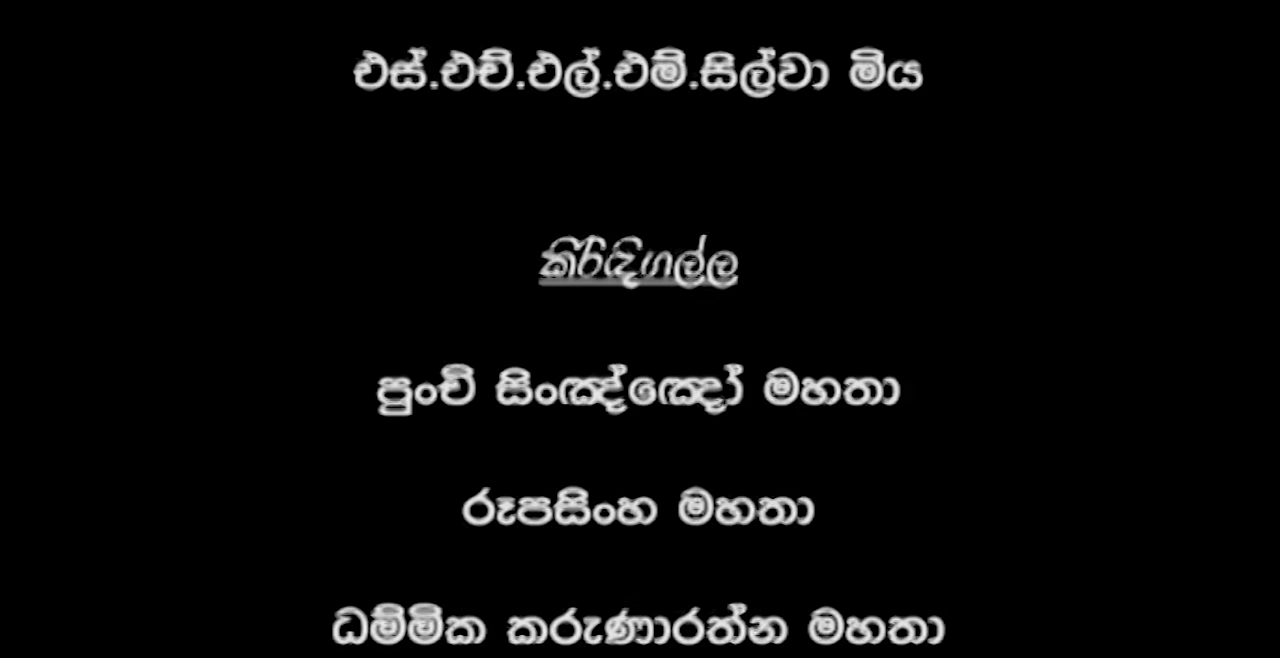 එස්.එච්.එල්.එම්.සිල්වා මිය
කිරිඳිගල්ල
පුංචි සිංඤ්ඤෝ මහතා
රූපසිංහ මහතා
ධම්මික කරුණාරත්න මහතා